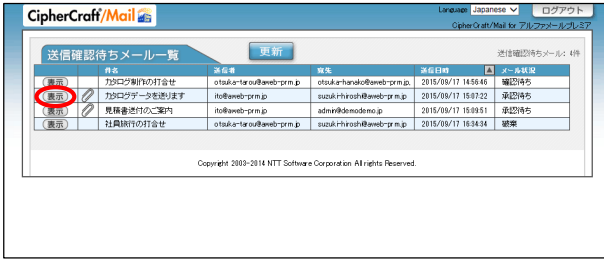 CipherCraft/Mail
Language Japanese ログアウト
CipherCraft/Mail for アルファメールプレミア
送信確認待ちメール一覧 更新 送信確認待ちメール: 4件
件名 送信者 宛先 送信日時 メール状況
表示 カタログ制作の打合せ otsuka-tarou@aweb-prm.jp otsuka-hanako@aweb-prm.jp, 2015/09/17 14:56:46 確認待ち
表示 カタログデータを送ります ito@aweb-prm.jp suzuki-hiroshi@aweb-prm.jp 2015/09/17 15:07:22 承認待ち
表示 見積書送付のご案内 ito@aweb-prm.jp admin@demodemo.jp 2015/09/17 15:09:51 承認待ち
表示 社員旅行の打合せ otsuka-tarou@aweb-prm.jp suzuki-hiroshi@aweb-prm.jp 2015/09/17 16:34:34 破棄
Copyright 2003-2014 NTT Software Corporation All rights Reserved.